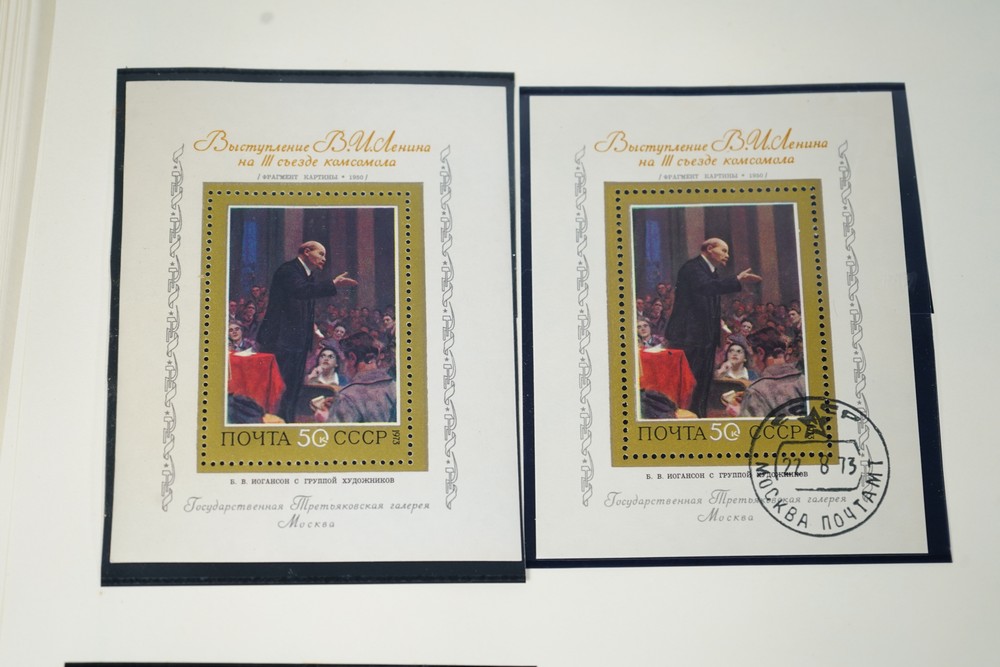 Выступление В.И.Ленина
на III съезде комсомола
/ФРАГМЕНТ КАРТИНЫ • 1950/
ПОЧТА 50К СССР
1973
Б. В. ИОГАНСОН С ГРУППОЙ ХУДОЖНИКОВ
Государственная Третьяковская галерея
Москва
Выступление В.И.Ленина
на III съезде комсомола
/ФРАГМЕНТ КАРТИНЫ • 1950/
ПОЧТА 50К СССР
Б. В. ИОГАНСОН С ГРУППОЙ ХУДОЖНИКОВ
Государственная Третьяковская галерея
Москва
22 8 73
МОСКВА ПОЧТАМТ